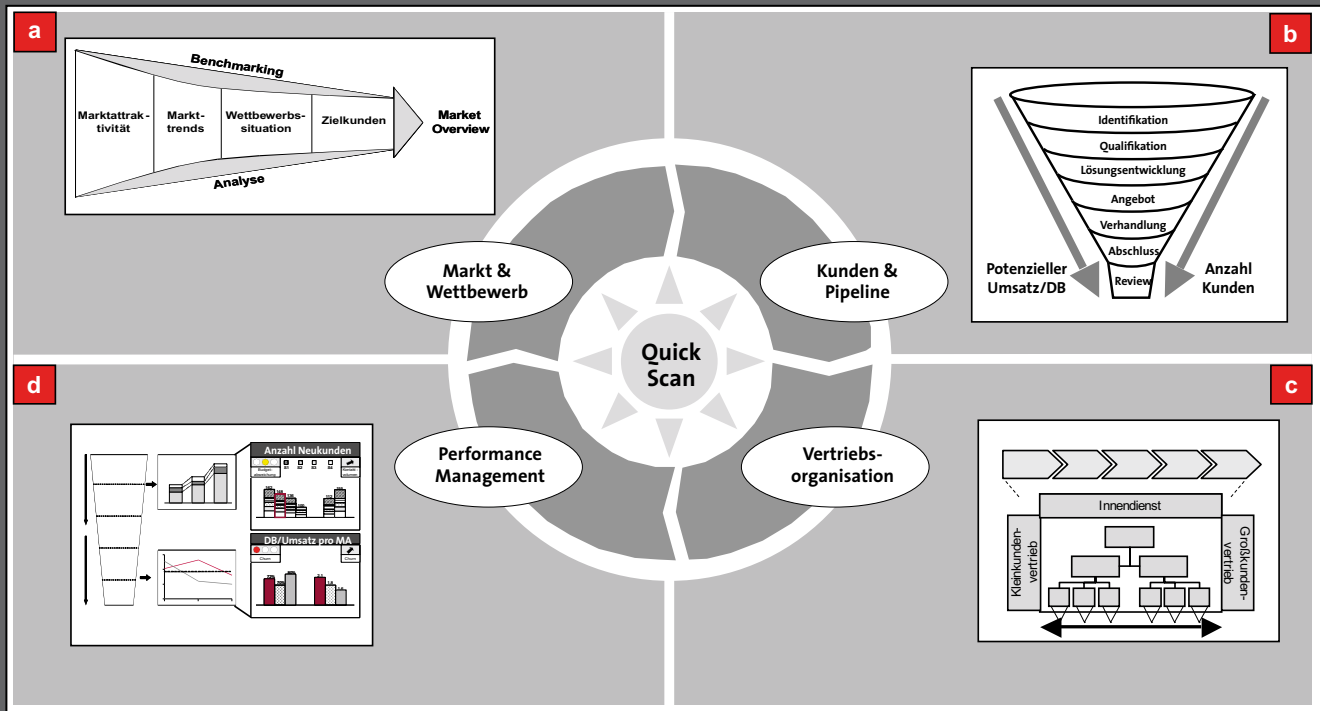 a
Benchmarking
Marktattrak-
tivität
Markt-
trends
Wettbewerbs-
situation
Zielkunden
Market
Overview
Analyse
b
Identifikation
Qualifikation
Lösungsentwicklung
Angebot
Verhandlung
Abschluss
Review
Potenzieller
Umsatz/DB
Anzahl
Kunden
Markt &
Wettbewerb
Kunden &
Pipeline
Quick
Scan
Performance
Management
Vertriebs-
organisation
d
Anzahl Neukunden
DB/Umsatz pro MA
Churn
c
Innendienst
Kleinkunden-
vertrieb
Großkunden-
vertrieb